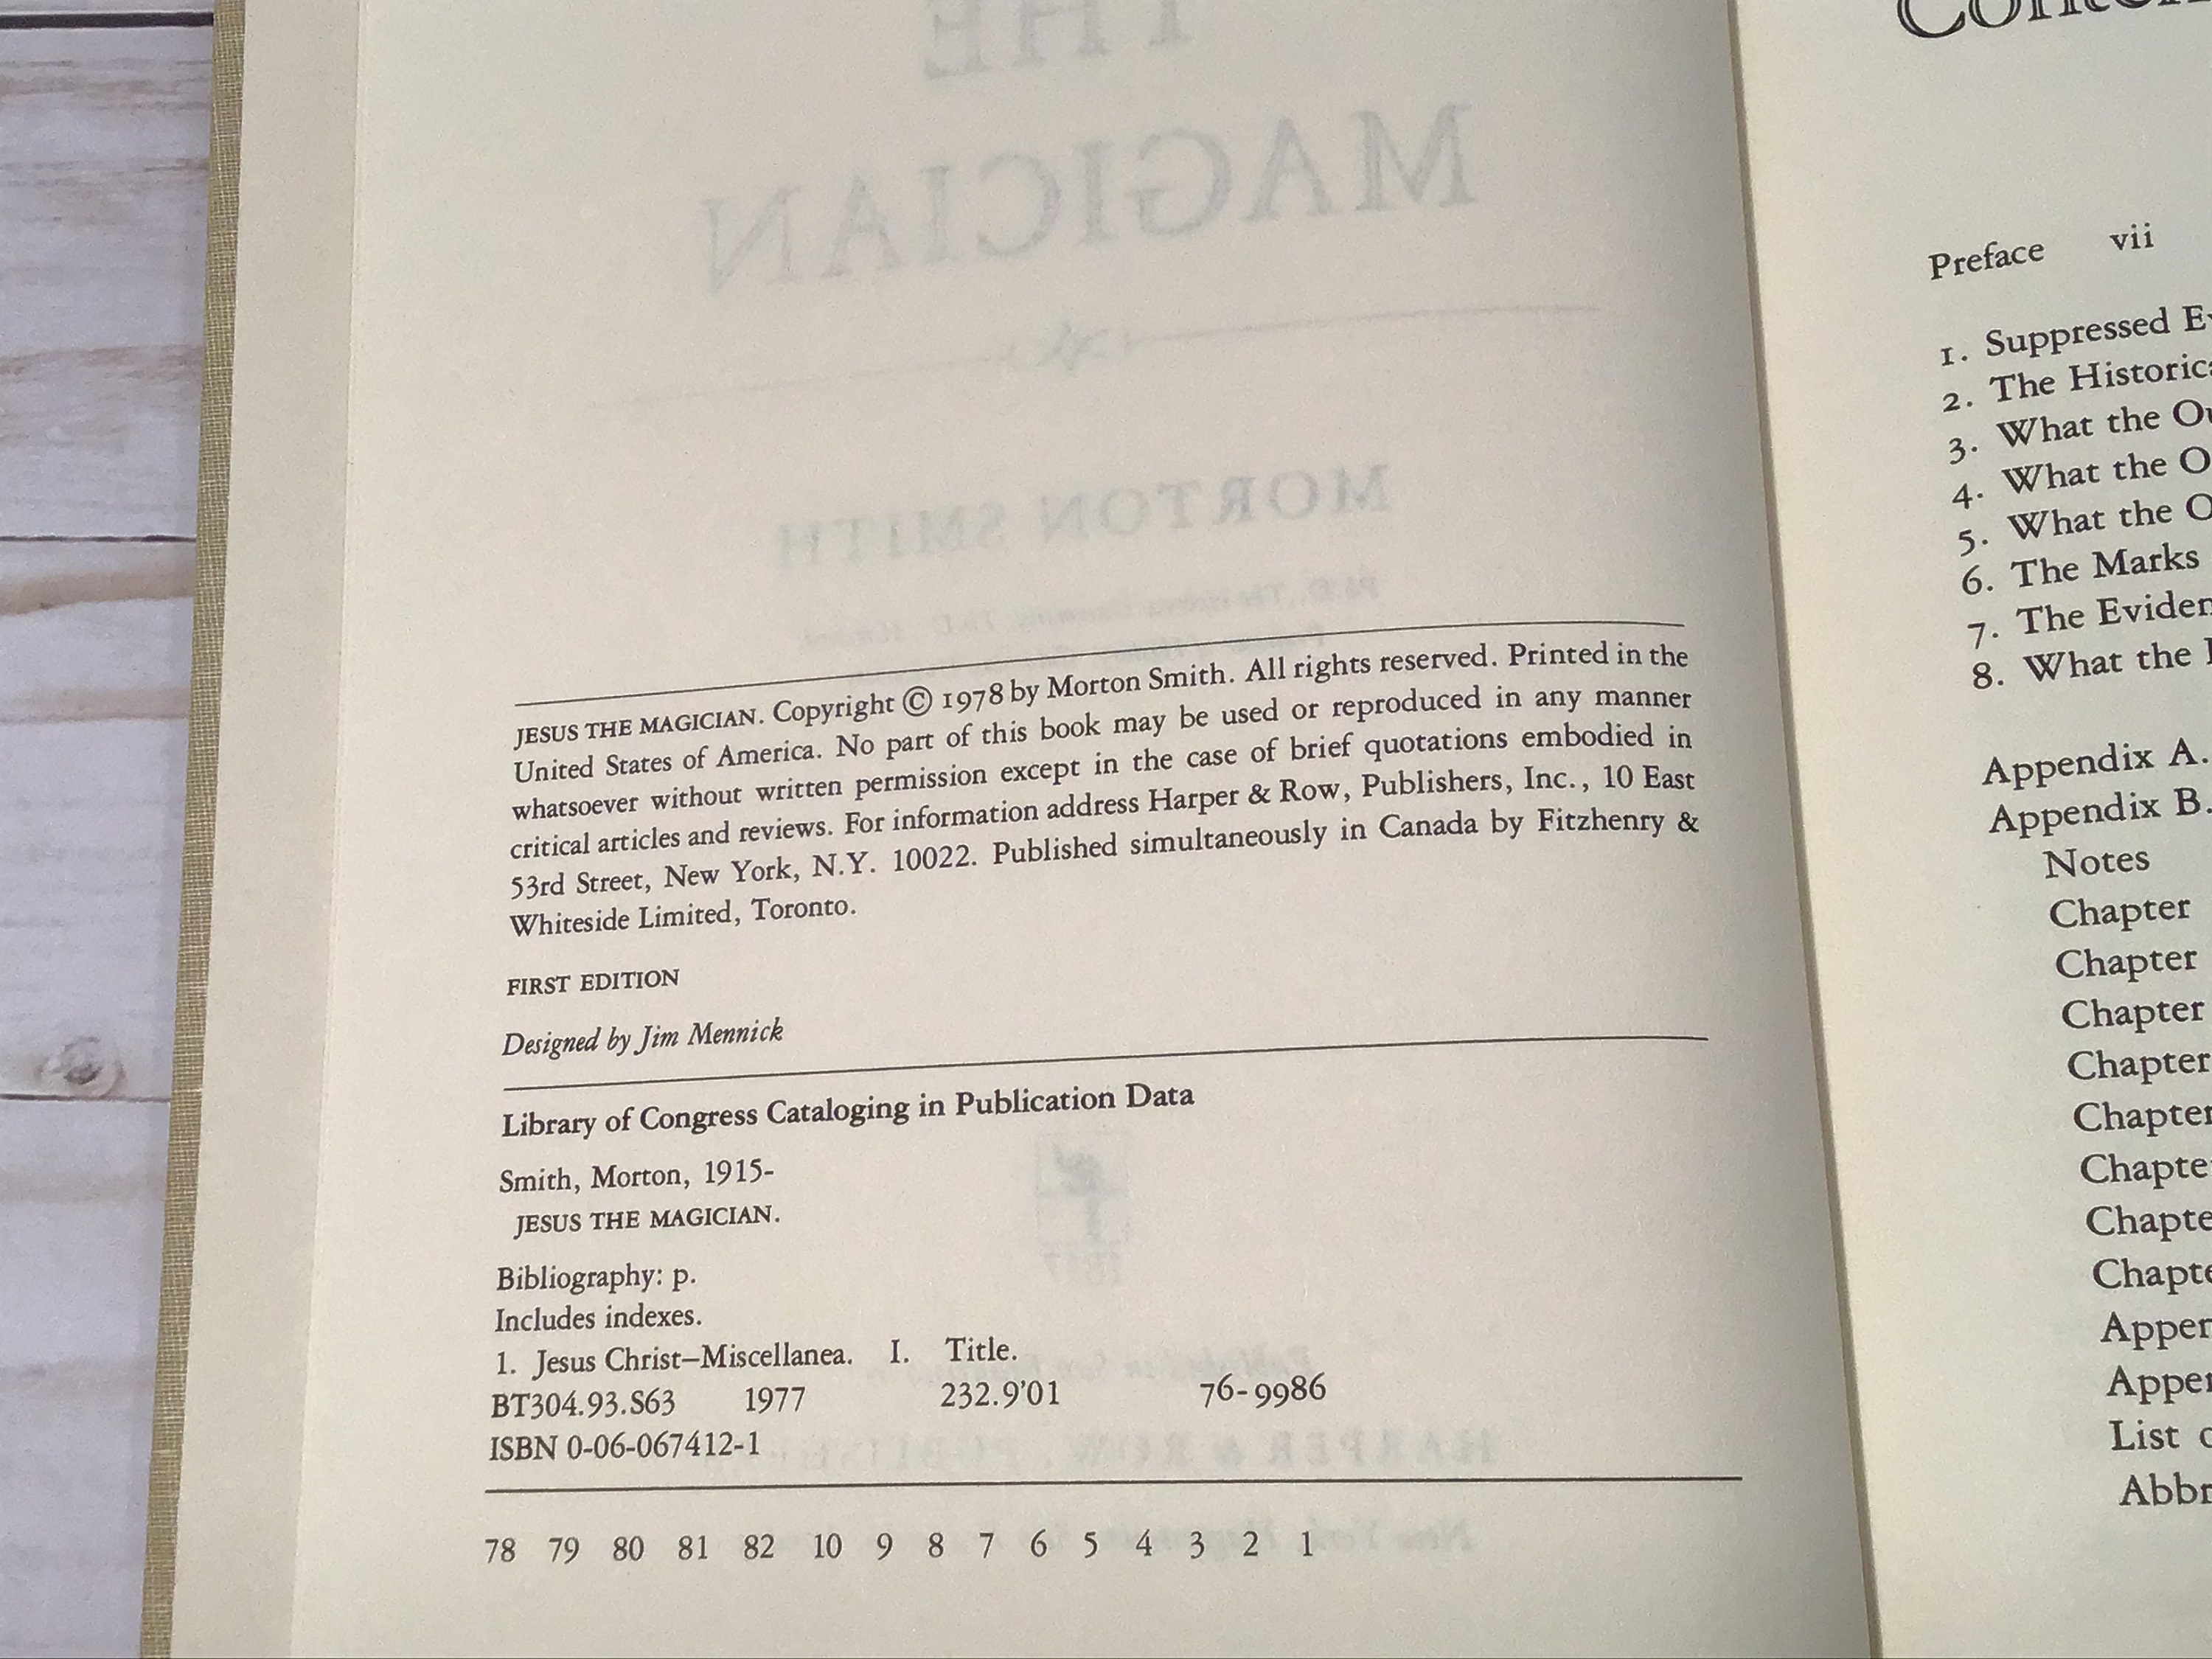 THE
MAGICIAN
MORTON SMITH
JESUS THE MAGICIAN. Copyright © 1978 by Morton Smith. All rights reserved. Printed in the
United States of America. No part of this book may be used or reproduced in any manner
whatsoever without written permission except in the case of brief quotations embodied in
critical articles and reviews. For information address Harper & Row, Publishers, Inc., 10 East
53rd Street, New York, N.Y. 10022. Published simultaneously in Canada by Fitzhenry &
Whiteside Limited, Toronto.
FIRST EDITION
Designed by Jim Mennick
Library of Congress Cataloging in Publication Data
Smith, Morton, 1915-
JESUS THE MAGICIAN.
Bibliography: p.
Includes indexes.
1. Jesus Christ—Miscellanea. I. Title.
BT304.93.S63 1977 232.9'01 76-9986
ISBN 0-06-067412-1
78 79 80 81 82 10 9 8 7 6 5 4 3 2 1
Preface vii
1. Suppressed
2. The
3. What the
4. What the
5. What the
6. The Marks
7. The
8. What the
Appendix A.
Appendix B.
Notes
Chapter
Chapter
Chapter
Chapter
Chapter
List